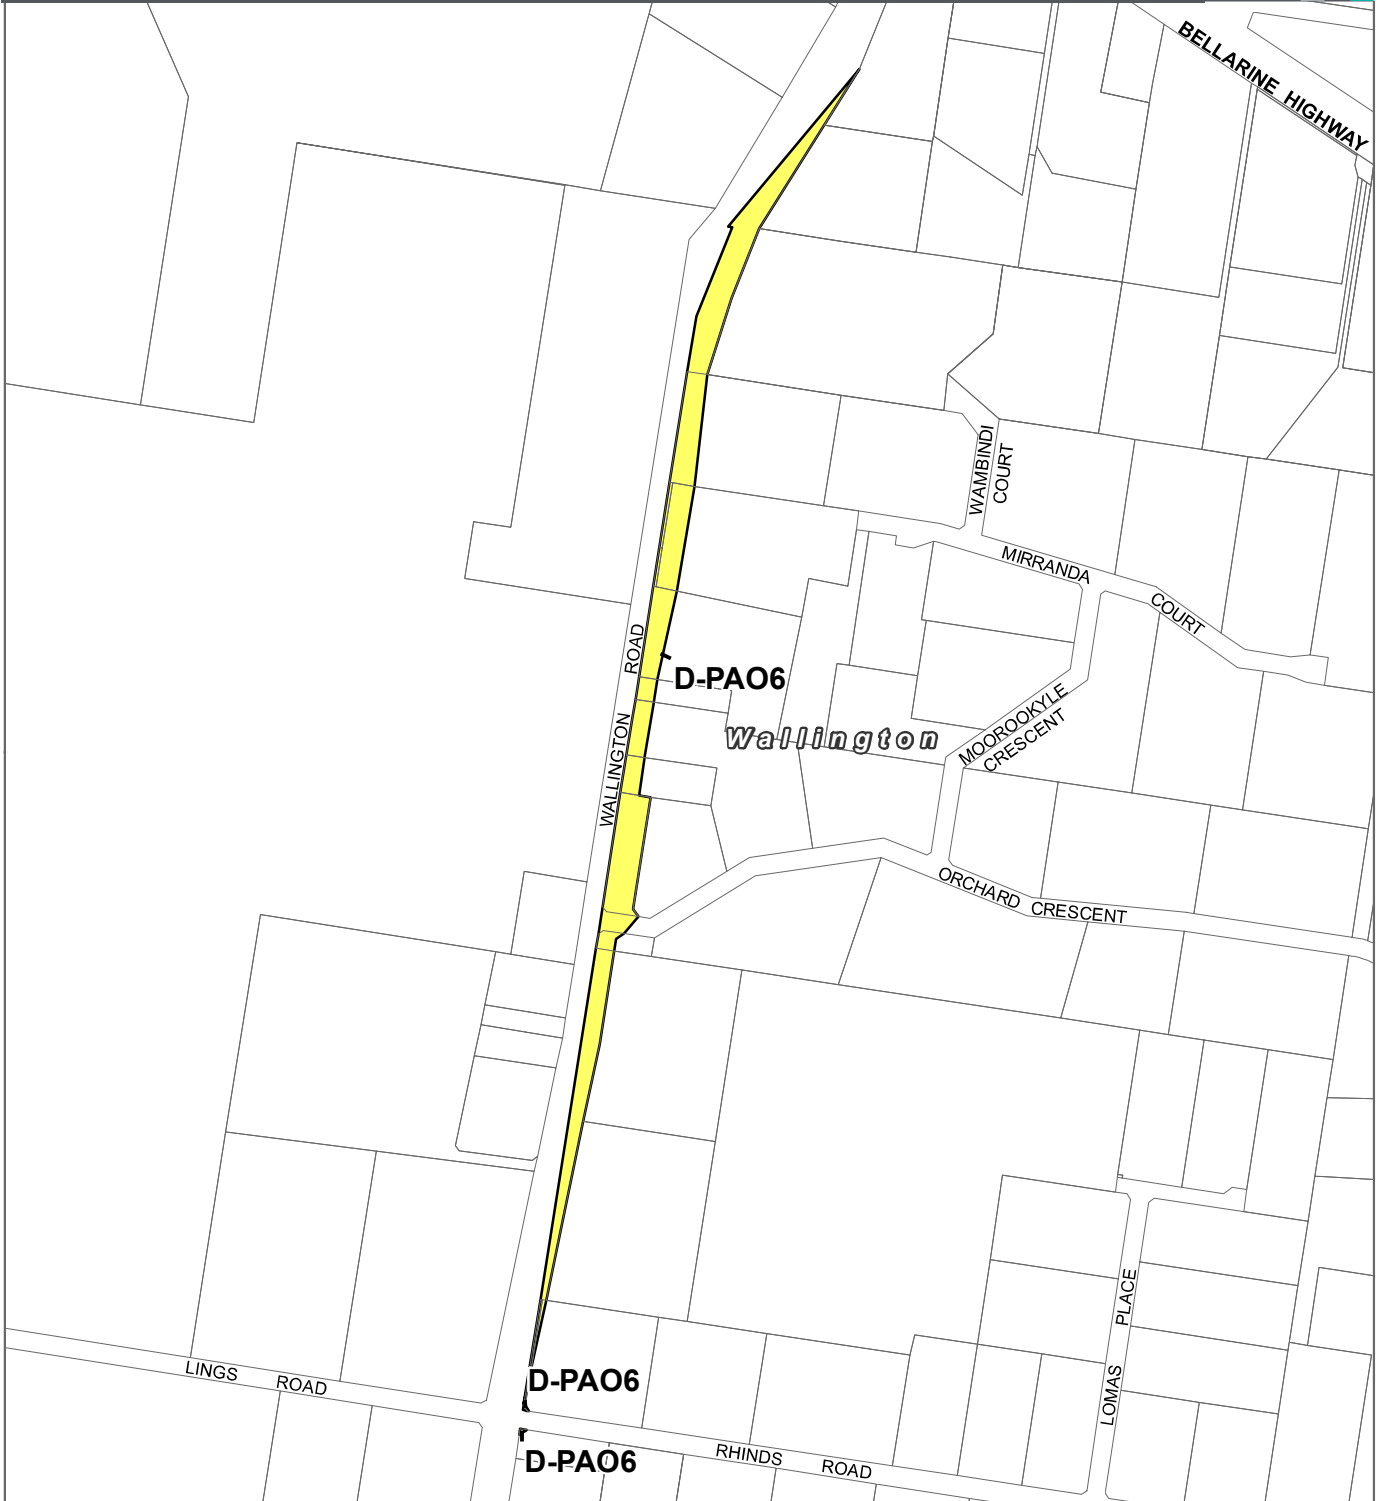 BELLARINE HIGHWAY
WAMBINDI
COURT
MIRRANDA
COURT
WALLINGTON ROAD
D-PAO6
Wallington
MOOROOKYLE
CRESCENT
ORCHARD CRESCENT
LOMAS PLACE
LINGS ROAD
D-PAO6
RHINDS ROAD
D-PAO6